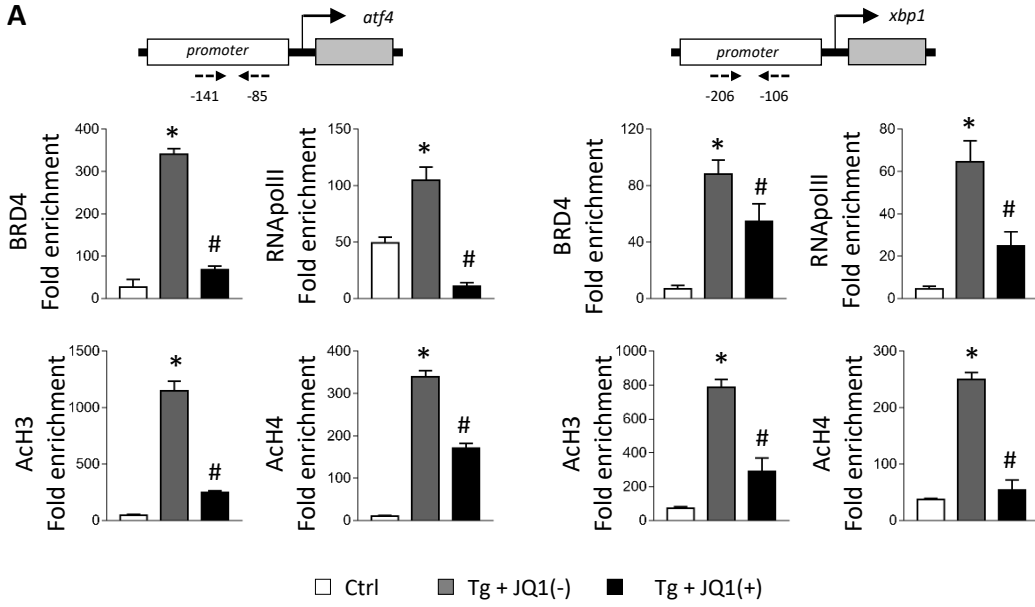 A
atf4
promoter
-141
-85
xbp1
promoter
-206
-106
BRD4
Fold enrichment
400
300
200
100
0
*
#
RNApolII
Fold enrichment
150
100
50
0
*
#
BRD4
Fold enrichment
120
80
40
0
*
#
RNApolII
Fold enrichment
80
60
40
20
0
*
#
AcH3
Fold enrichment
1500
1000
500
0
*
#
AcH4
Fold enrichment
400
300
200
100
0
*
#
AcH3
Fold enrichment
1000
800
600
400
200
0
*
#
AcH4
Fold enrichment
300
200
100
0
*
#
Ctrl
Tg + JQ1(-)
Tg + JQ1(+)